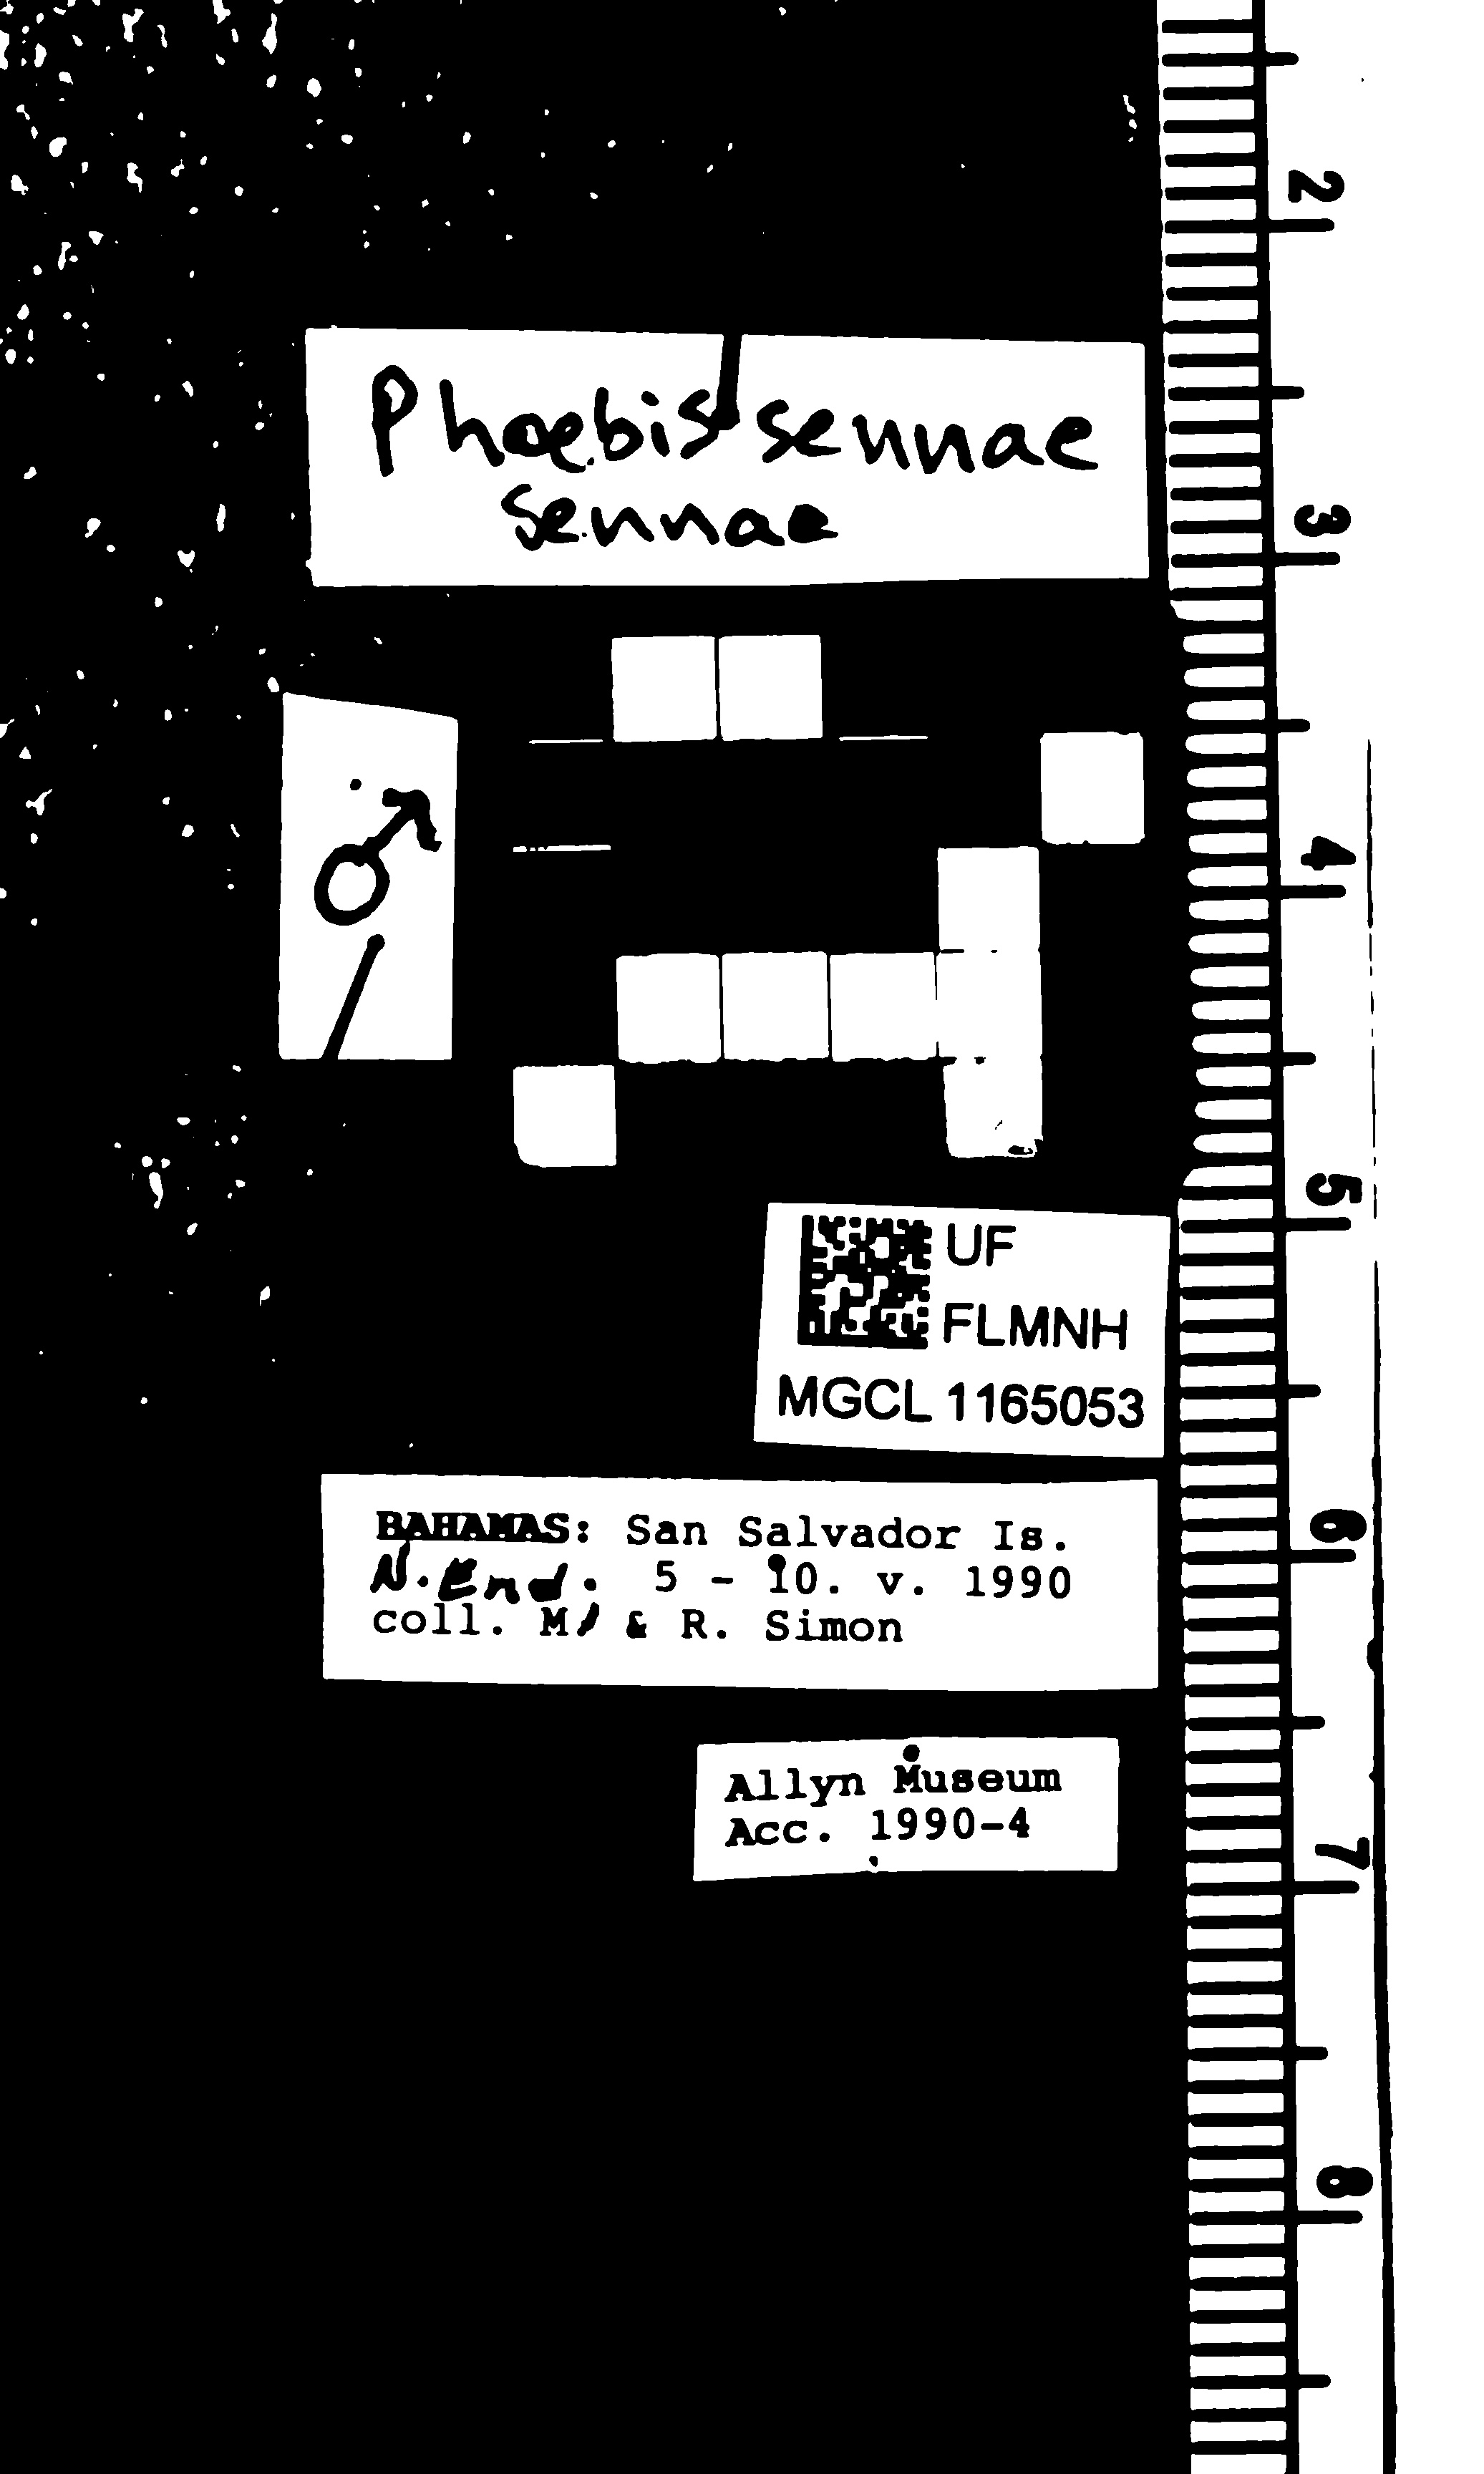 Phoebis sennae
sennae
♂
UF
FLMNH
MGCL 1165053
BAHAMAS: San Salvador Is.
N. End. 5 - 10. v. 1990
coll. M. & R. Simon
Allyn Museum
Acc. 1990-4
2
3
4
5
6
7
8